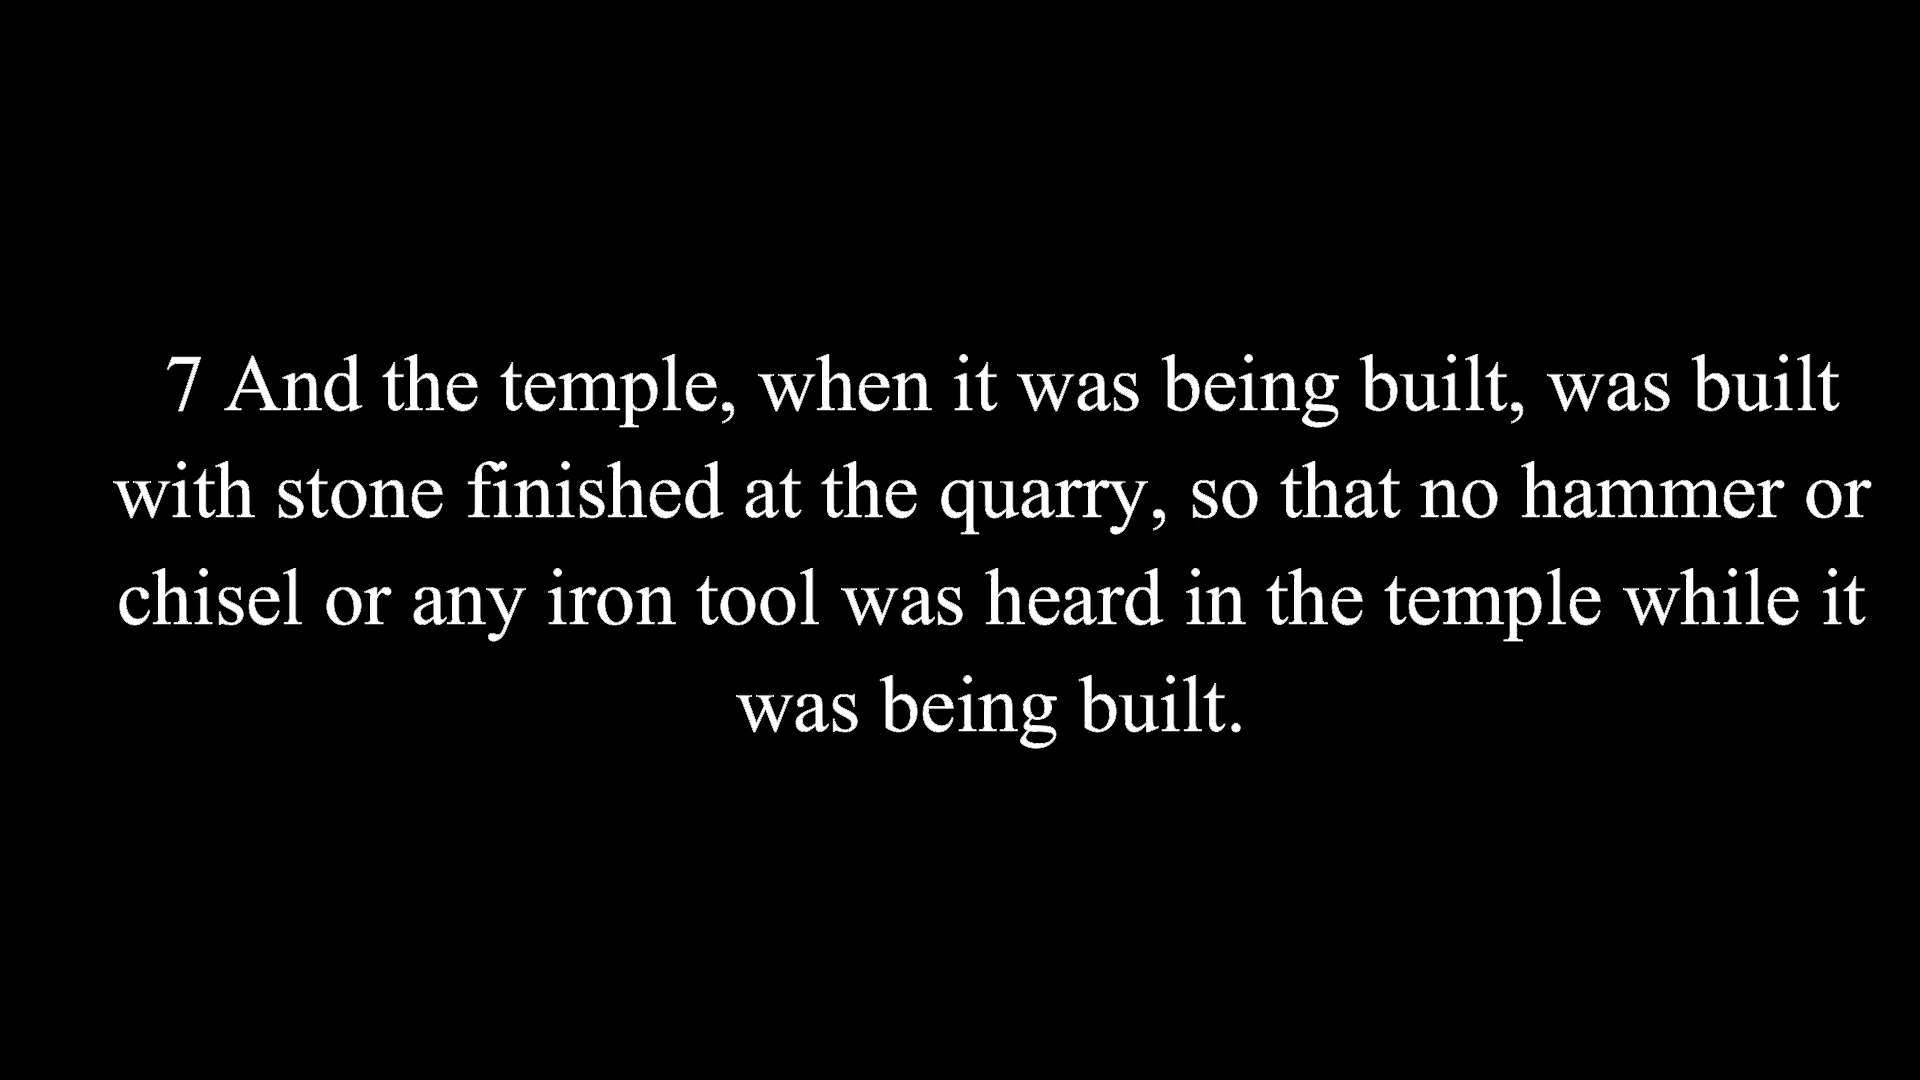 7 And the temple, when it was being built, was built
with stone finished at the quarry, so that no hammer or
chisel or any iron tool was heard in the temple while it
was being built.